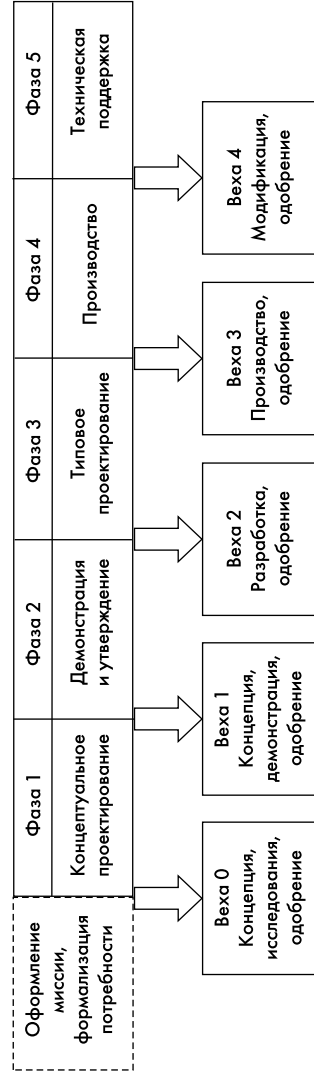 Оформление
миссии,
формализация
потребности
Фаза 1
Концептуальное
проектирование
Фаза 2
Демонстрация
и утверждение
Фаза 3
Типовое
проектирование
Фаза 4
Производство
Фаза 5
Техническая
поддержка
Веха 0
Концепция,
исследования,
одобрение
Веха 1
Концепция,
демонстрация,
одобрение
Веха 2
Разработка,
одобрение
Веха 3
Производство,
одобрение
Веха 4
Модификация,
одобрение